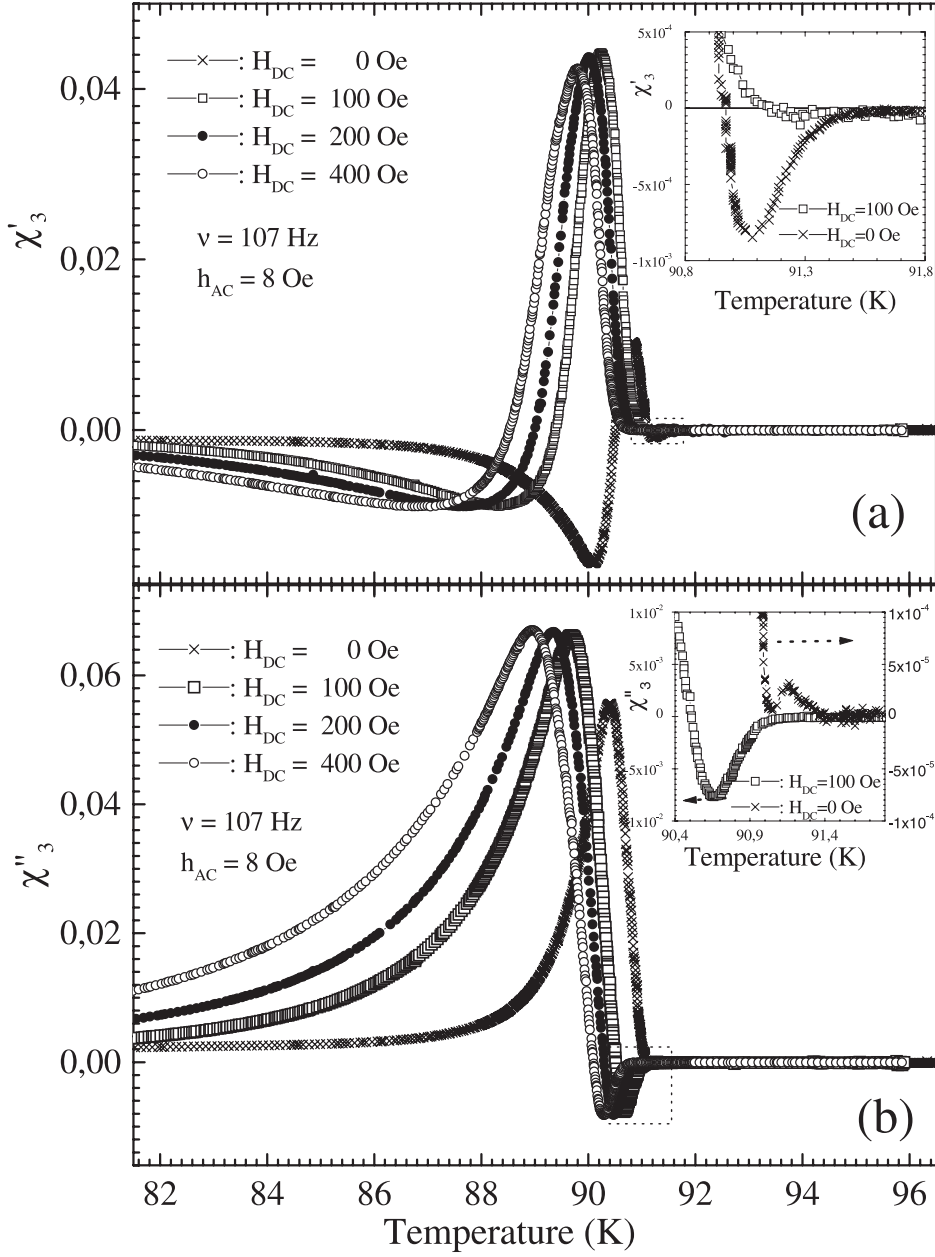 χ'₃
0,04
0,02
0,00
—×—: H_DC = 0 Oe
—□—: H_DC = 100 Oe
—●—: H_DC = 200 Oe
—○—: H_DC = 400 Oe
ν = 107 Hz
h_AC = 8 Oe
(a)
χ'₃
5x10⁻⁴
0
-5x10⁻⁴
-1x10⁻³
—□— H_DC=100 Oe
—×— H_DC=0 Oe
90,8 91,3 91,8
Temperature (K)
χ''₃
0,06
0,04
0,02
0,00
—×—: H_DC = 0 Oe
—□—: H_DC = 100 Oe
—●—: H_DC = 200 Oe
—○—: H_DC = 400 Oe
ν = 107 Hz
h_AC = 8 Oe
(b)
χ''₃
1x10⁻²
5x10⁻³
0
-5x10⁻³
-1x10⁻²
1x10⁻⁴
5x10⁻⁵
0
-5x10⁻⁵
-1x10⁻⁴
—□—: H_DC=100 Oe
—×—: H_DC=0 Oe
90,4 90,9 91,4
Temperature (K)
82 84 86 88 90 92 94 96
Temperature (K)